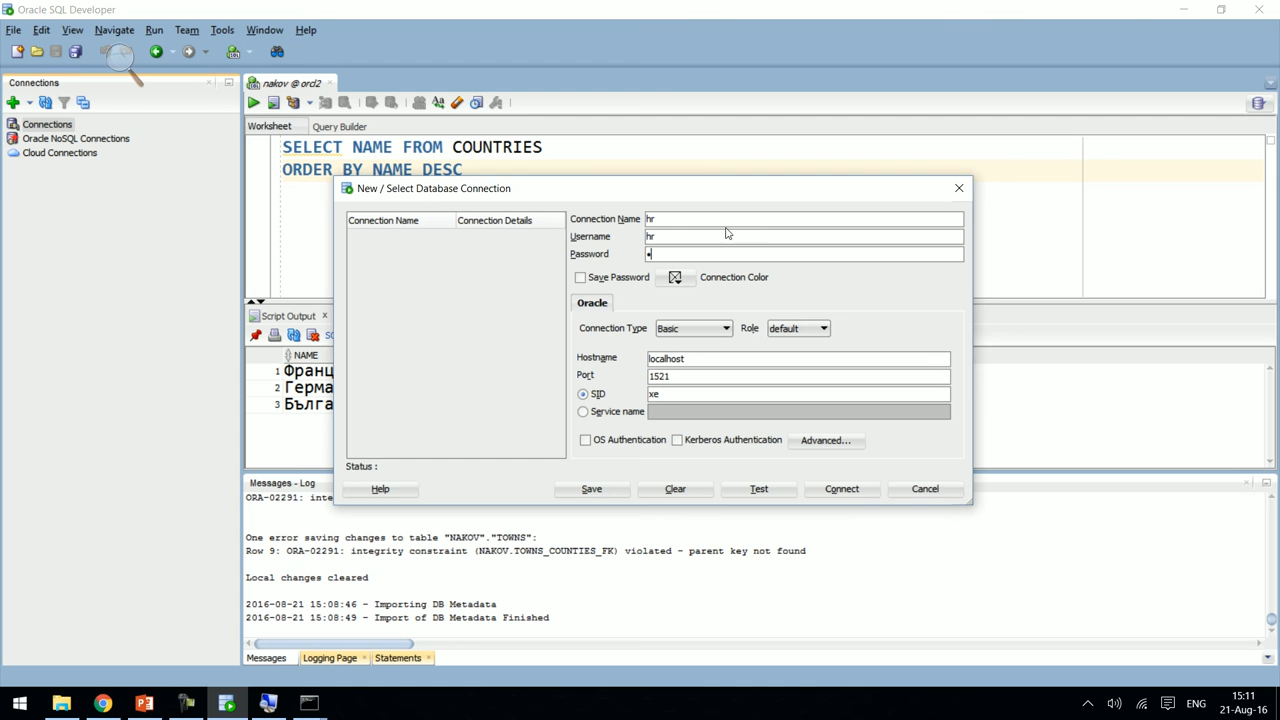 Oracle SQL Developer
File Edit View Navigate Run Team Tools Window Help
Connections
nakov @ orcl2
Worksheet Query Builder
Connections
Oracle NoSQL Connections
Cloud Connections
SELECT NAME FROM COUNTRIES
ORDER BY NAME DESC
New / Select Database Connection
Connection Name Connection Details
Connection Name hr
Username hr
Password •
Save Password Connection Color
Oracle
Connection Type Basic Role default
Hostname localhost
Port 1521
SID xe
Service name
OS Authentication Kerberos Authentication Advanced...
Status :
Help Save Clear Test Connect Cancel
Script Output
NAME
1 Франц
2 Герма
3 Бълга
Messages - Log
ORA-02291: inte
One error saving changes to table "NAKOV"."TOWNS":
Row 9: ORA-02291: integrity constraint (NAKOV.TOWNS_COUNTIES_FK) violated - parent key not found
Local changes cleared
2016-08-21 15:08:46 - Importing DB Metadata
2016-08-21 15:08:49 - Import of DB Metadata Finished
Messages Logging Page Statements
ENG
15:11
21-Aug-16